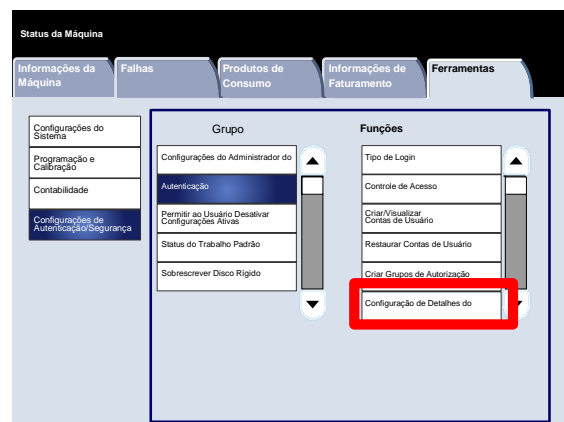 Status da Máquina
Informações da
Máquina
Falhas
Produtos de
Consumo
Informações de
Faturamento
Ferramentas
Configurações do
Sistema
Programação e
Calibração
Contabilidade
Configurações de
Autenticação/Segurança
Grupo
Configurações do Administrador do
Autenticação
Permitir ao Usuário Desativar
Configurações Ativas
Status do Trabalho Padrão
Sobrescrever Disco Rígido
Funções
Tipo de Login
Controle de Acesso
Criar/Visualizar
Contas de Usuário
Restaurar Contas de Usuário
Criar Grupos de Autorização
Configuração de Detalhes do